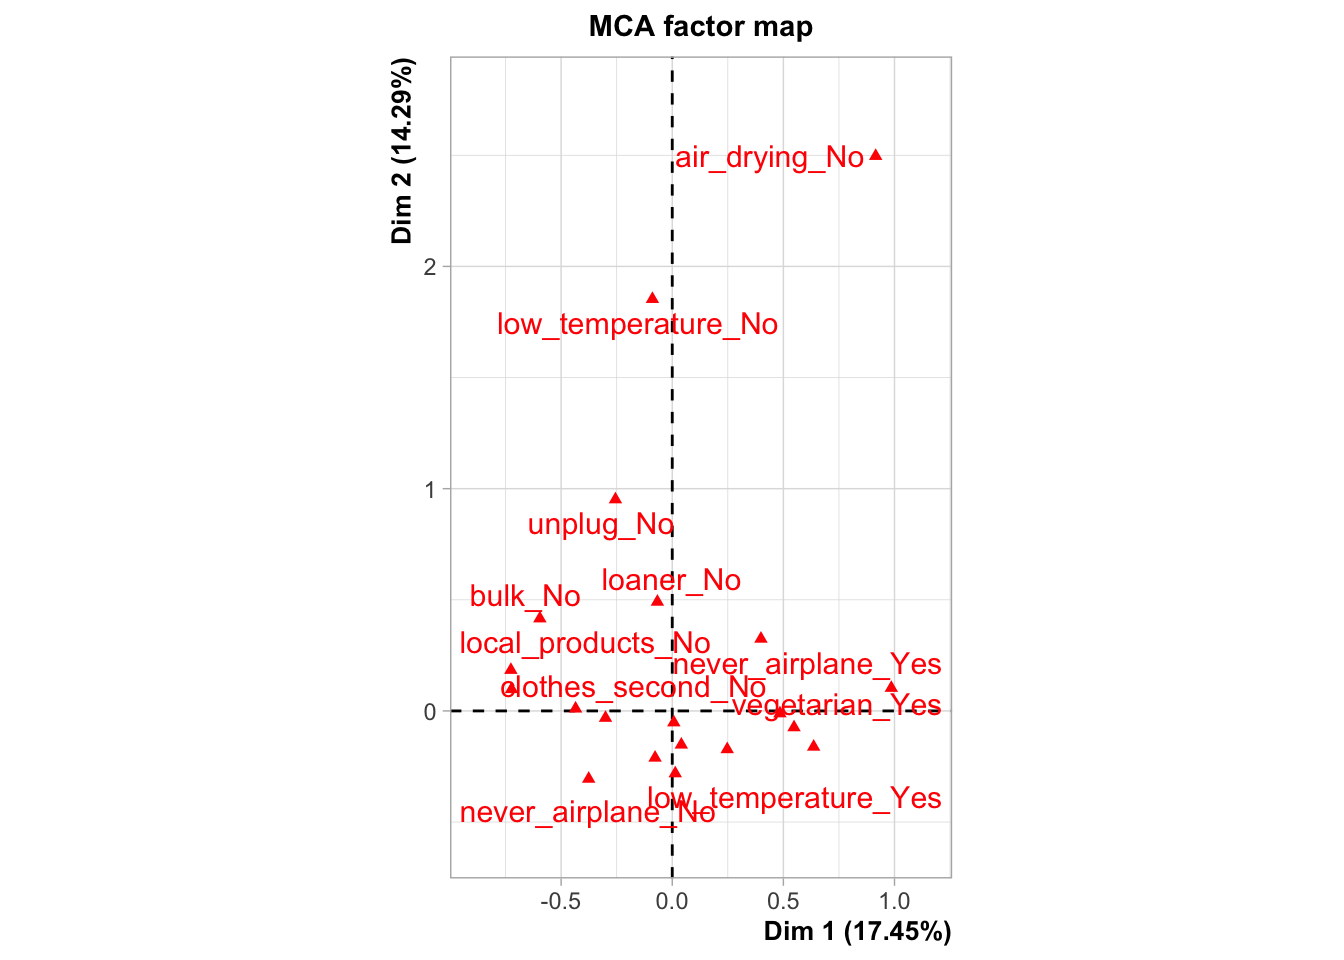 MCA factor map
Dim 2 (14.29%)
air_drying_No
2
low_temperature_No
1
unplug_No
loaner_No
bulk_No
local_products_No
never_airplane_Yes
clothes_second_No
vegetarian_Yes
0
low_temperature_Yes
never_airplane_No
-0.5
0.0
0.5
1.0
Dim 1 (17.45%)